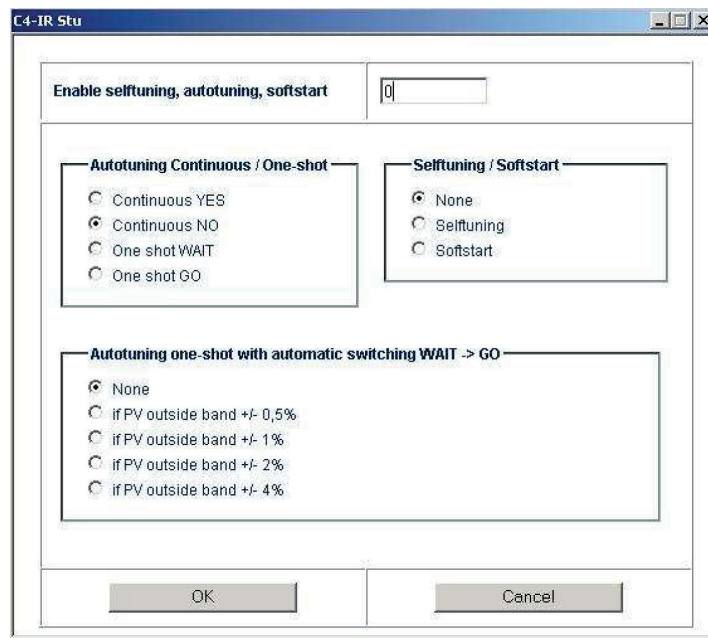 C4-IR Stu
Enable selftuning, autotuning, softstart
0
Autotuning Continuous / One-shot
Continuous YES
Continuous NO
One shot WAIT
One shot GO
Selftuning / Softstart
None
Selftuning
Softstart
Autotuning one-shot with automatic switching WAIT -> GO
None
if PV outside band +/- 0,5%
if PV outside band +/- 1%
if PV outside band +/- 2%
if PV outside band +/- 4%
OK
Cancel